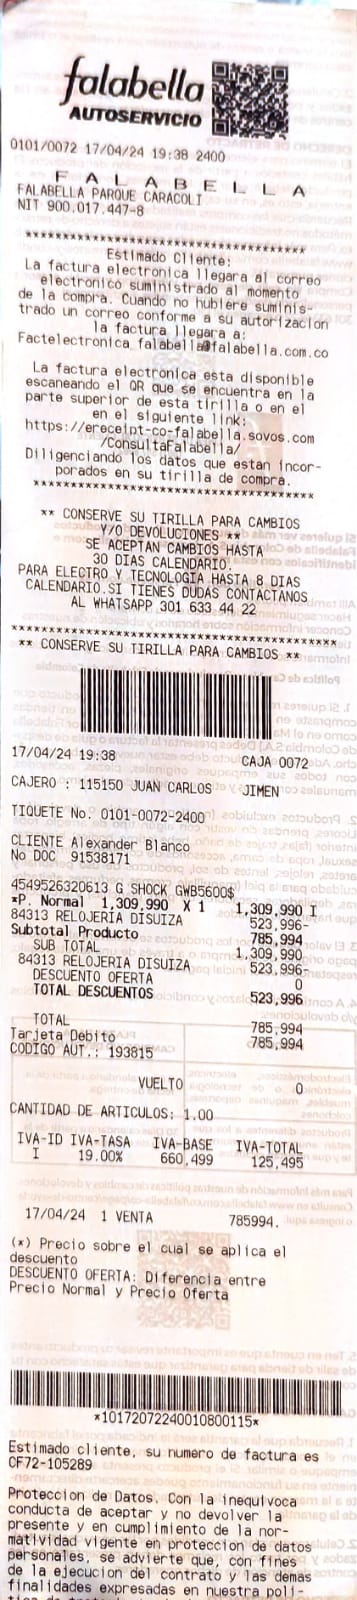 falabella
AUTOSERVICIO
0101/0072 17/04/24 19:38 2400
F A L A B E L L A
FALABELLA PARQUE CARACOLI
NIT 900,017,447-8
**************************************
Estimado Cliente:
La factura electronica llegara al correo
electronico suministrado al momento
de la compra. Cuando no hubiere suminis-
trado un correo conforme a su autorizacion
la factura llegara a:
Factelectronica_falabella@falabella.com.co
La factura electronica esta disponible
escaneando el QR que se encuentra en la
parte superior de esta tirilla o en el
en el siguiente link:
https://ereceipt-co-falabella.sovos.com
/ConsultaFalabella/
Diligenciando los datos que estan incor-
porados en su tirilla de compra.
**************************************
** CONSERVE SU TIRILLA PARA CAMBIOS
Y/O DEVOLUCIONES **
SE ACEPTAN CAMBIOS HASTA
30 DIAS CALENDARIO.
PARA ELECTRO Y TECNOLOGIA HASTA 8 DIAS
CALENDARIO.SI TIENES DUDAS CONTACTANOS
AL WHATSAPP 301 633 44 22
********************************************
** CONSERVE SU TIRILLA PARA CAMBIOS **
17/04/24 19:38 CAJA 0072
CAJERO : 115150 JUAN CARLOS JIMEN
TIQUETE No. 0101-0072-2400
CLIENTE Alexander Blanco
No DOC 91538171
4549526320613 G SHOCK GWB5600$
*P. Normal 1,309,990 X 1 1,309,990 I
84313 RELOJERIA DISUIZA 523,996-
Subtotal Producto 785,994
SUB TOTAL 1,309,990
84313 RELOJERIA DISUIZA 523,996-
DESCUENTO OFERTA 0
TOTAL DESCUENTOS 523,996
TOTAL 785,994
Tarjeta Debito 785,994
CODIGO AUT.: 193815
VUELTO 0
CANTIDAD DE ARTICULOS: 1.00
IVA-ID IVA-TASA IVA-BASE IVA-TOTAL
I 19.00% 660,499 125,495
17/04/24 1 VENTA 785994.
(*) Precio sobre el cual se aplica el
descuento
DESCUENTO OFERTA: Diferencia entre
Precio Normal y Precio Oferta
*10172072240010800115*
Estimado cliente, su numero de factura es
CF72-105289
Proteccion de Datos. Con la inequivoca
conducta de aceptar y no devolver la
presente y en cumplimiento de la nor-
matividad vigente en proteccion de datos
personales, se advierte que, con fines
de la ejecucion del contrato y las demas
finalidades expresadas en nuestra poli-